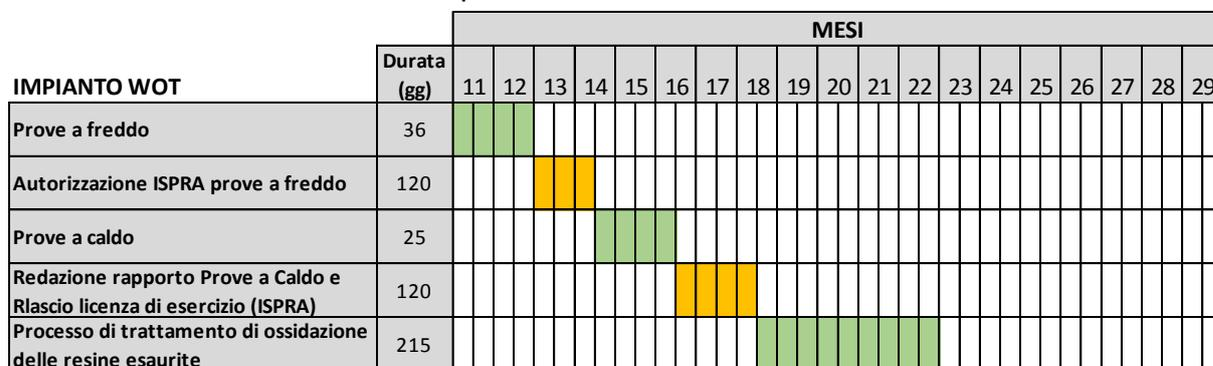 MESI
Durata
IMPIANTO WOT (gg) 11 12 13 14 15 16 17 18 19 20 21 22 23 24 25 26 27 28 29
Prove a freddo 36
Autorizzazione ISPRA prove a freddo 120
Prove a caldo 25
Redazione rapporto Prove a Caldo e
RIascio licenza di esercizio (ISPRA) 120
Processo di trattamento di ossidazione
delle resine esaurite 215